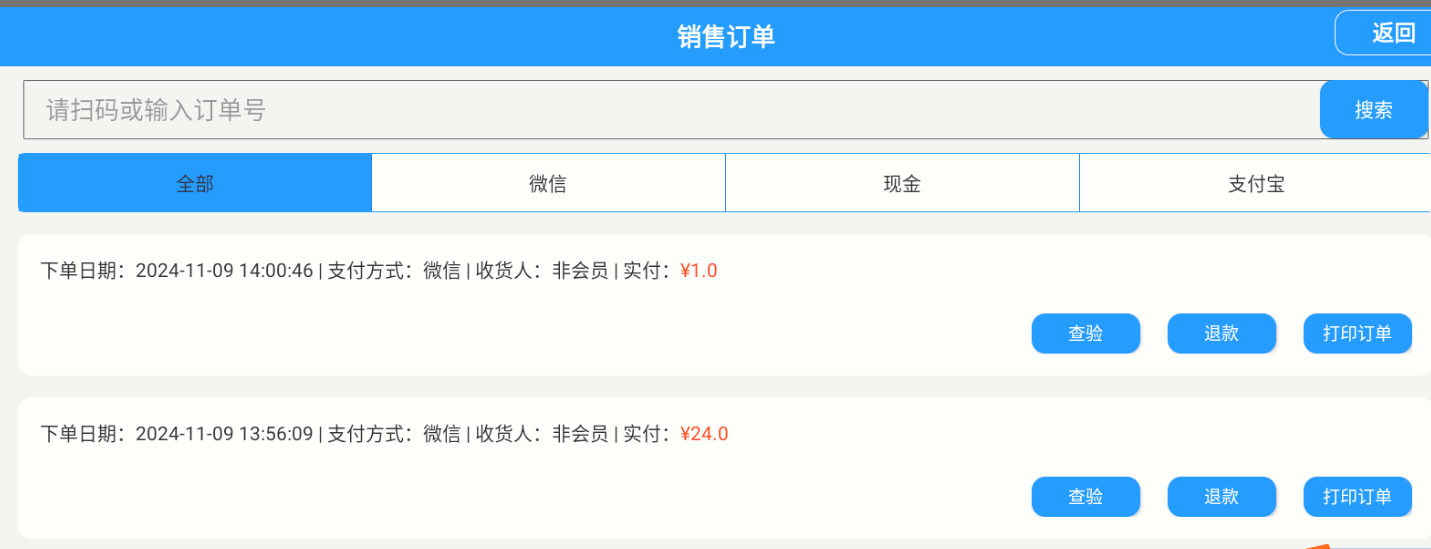 销售订单
返回
请扫码或输入订单号
搜索
全部
微信
现金
支付宝
下单日期：2024-11-09 14:00:46 | 支付方式：微信 | 收货人：非会员 | 实付：¥1.0
查验
退款
打印订单
下单日期：2024-11-09 13:56:09 | 支付方式：微信 | 收货人：非会员 | 实付：¥24.0
查验
退款
打印订单